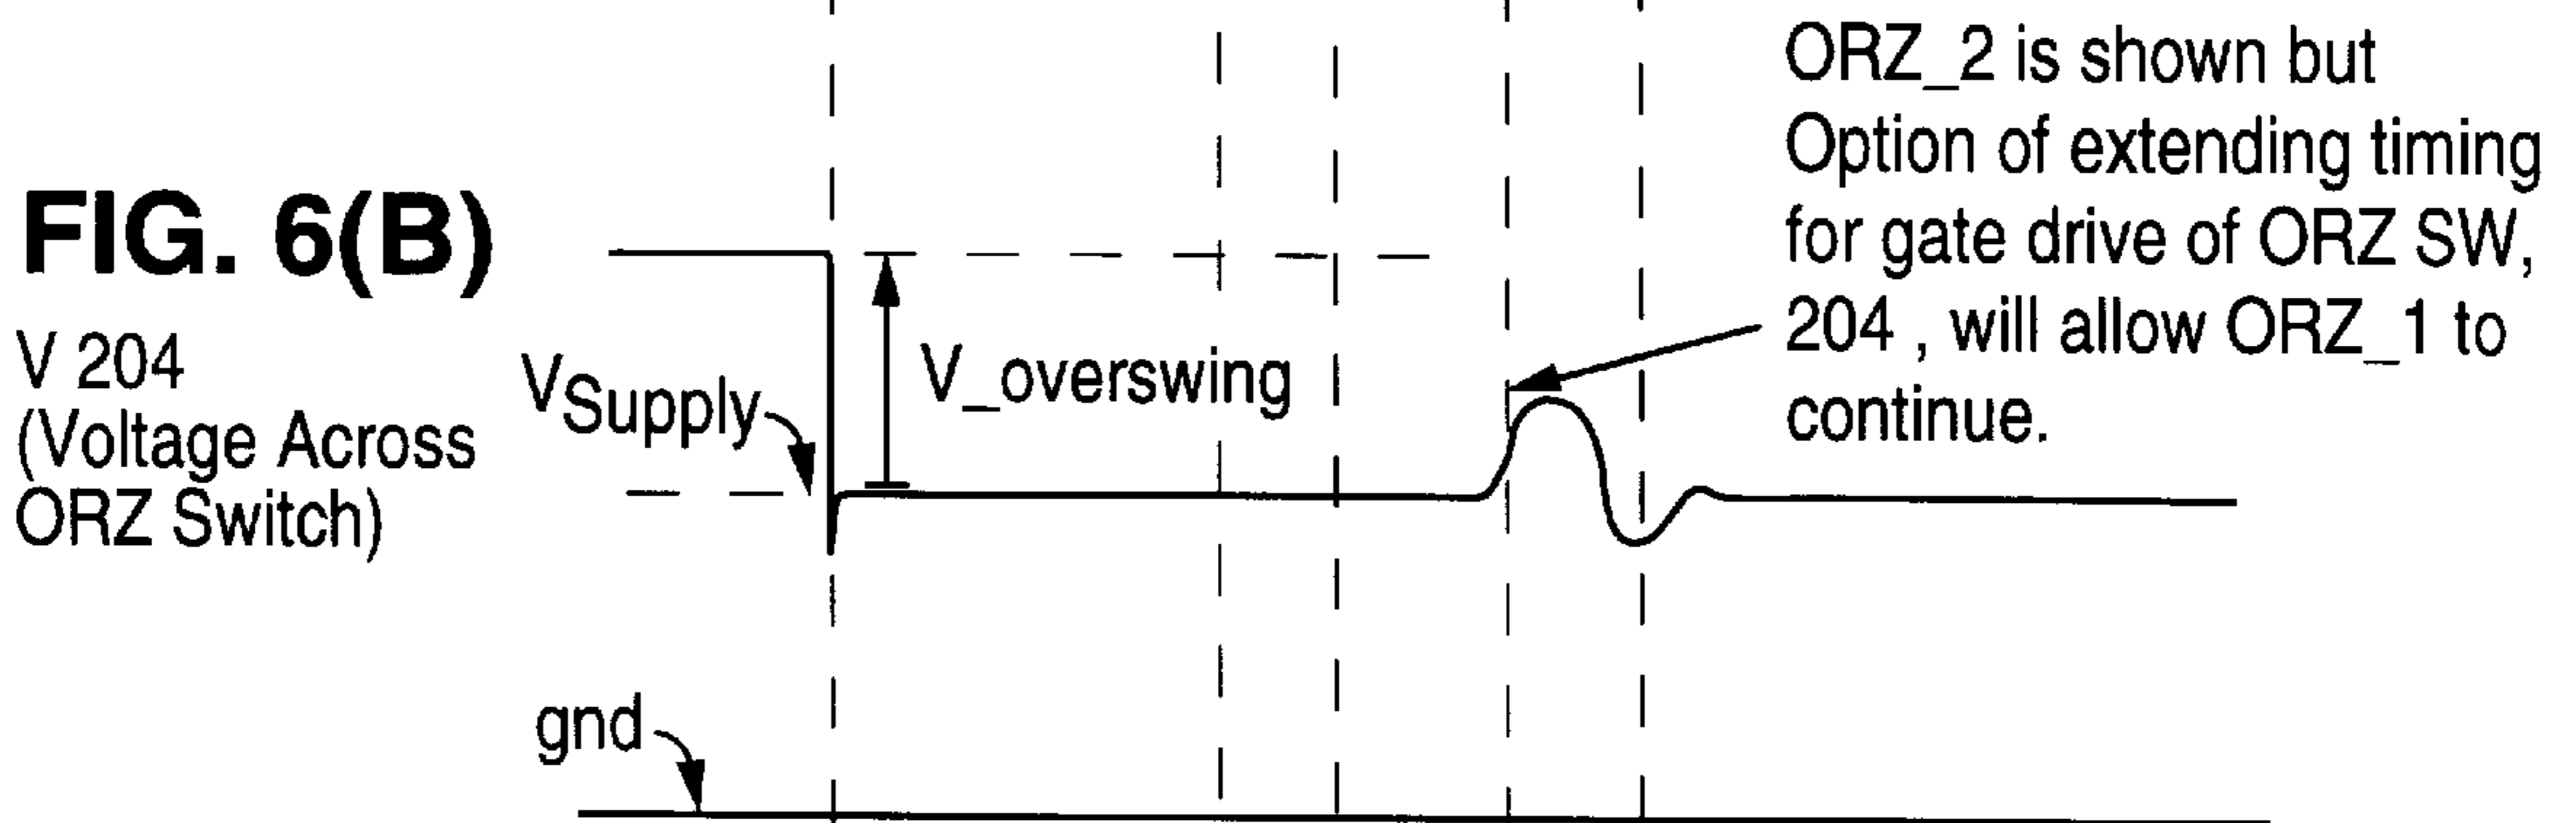 FIG. 6(B)
V 204
(Voltage Across
ORZ Switch)
VSupply
V_overswing
gnd
ORZ_2 is shown but
Option of extending timing
for gate drive of ORZ SW,
204 , will allow ORZ_1 to
continue.